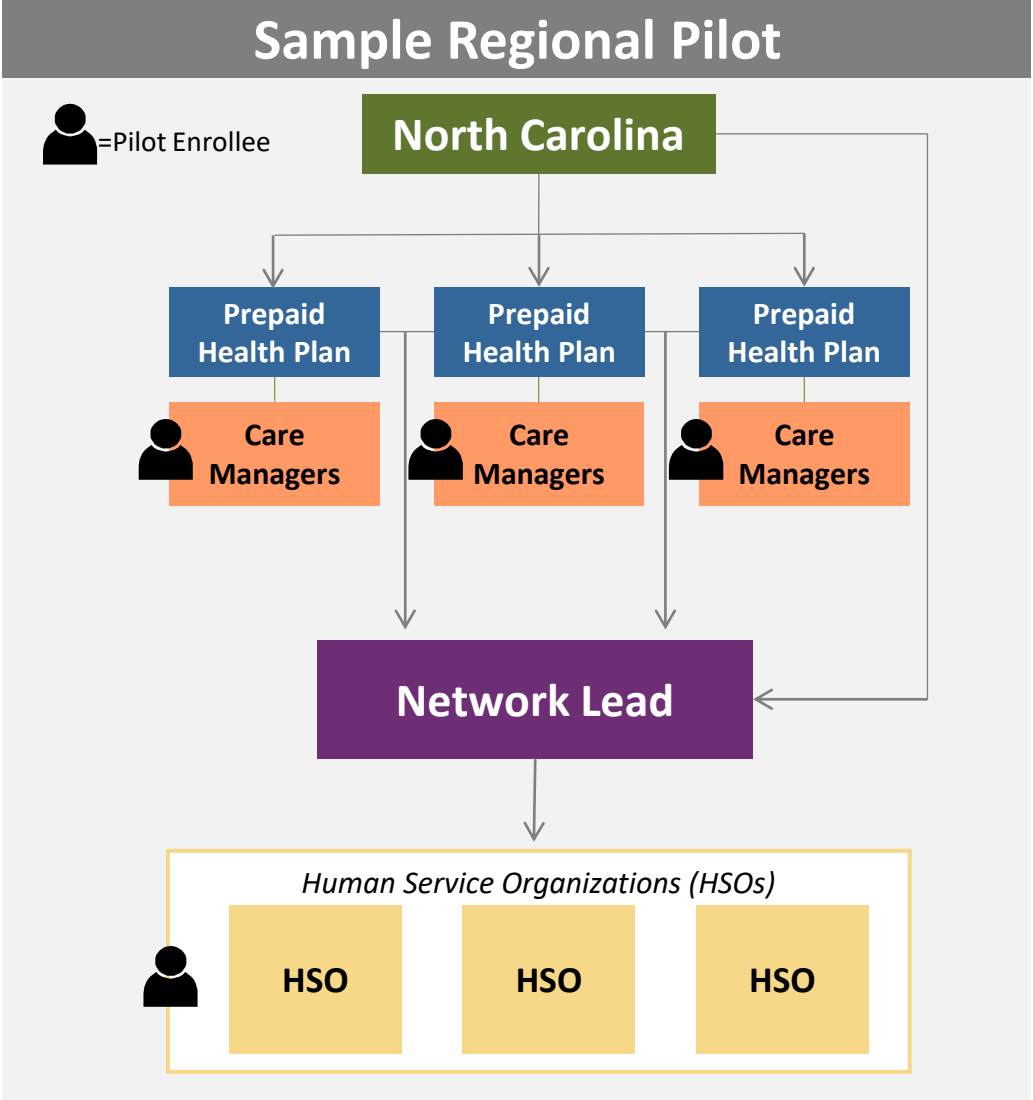 Sample Regional Pilot
=Pilot Enrollee
North Carolina
Prepaid
Health Plan
Prepaid
Health Plan
Prepaid
Health Plan
Care
Managers
Care
Managers
Care
Managers
Network Lead
Human Service Organizations (HSOs)
HSO
HSO
HSO